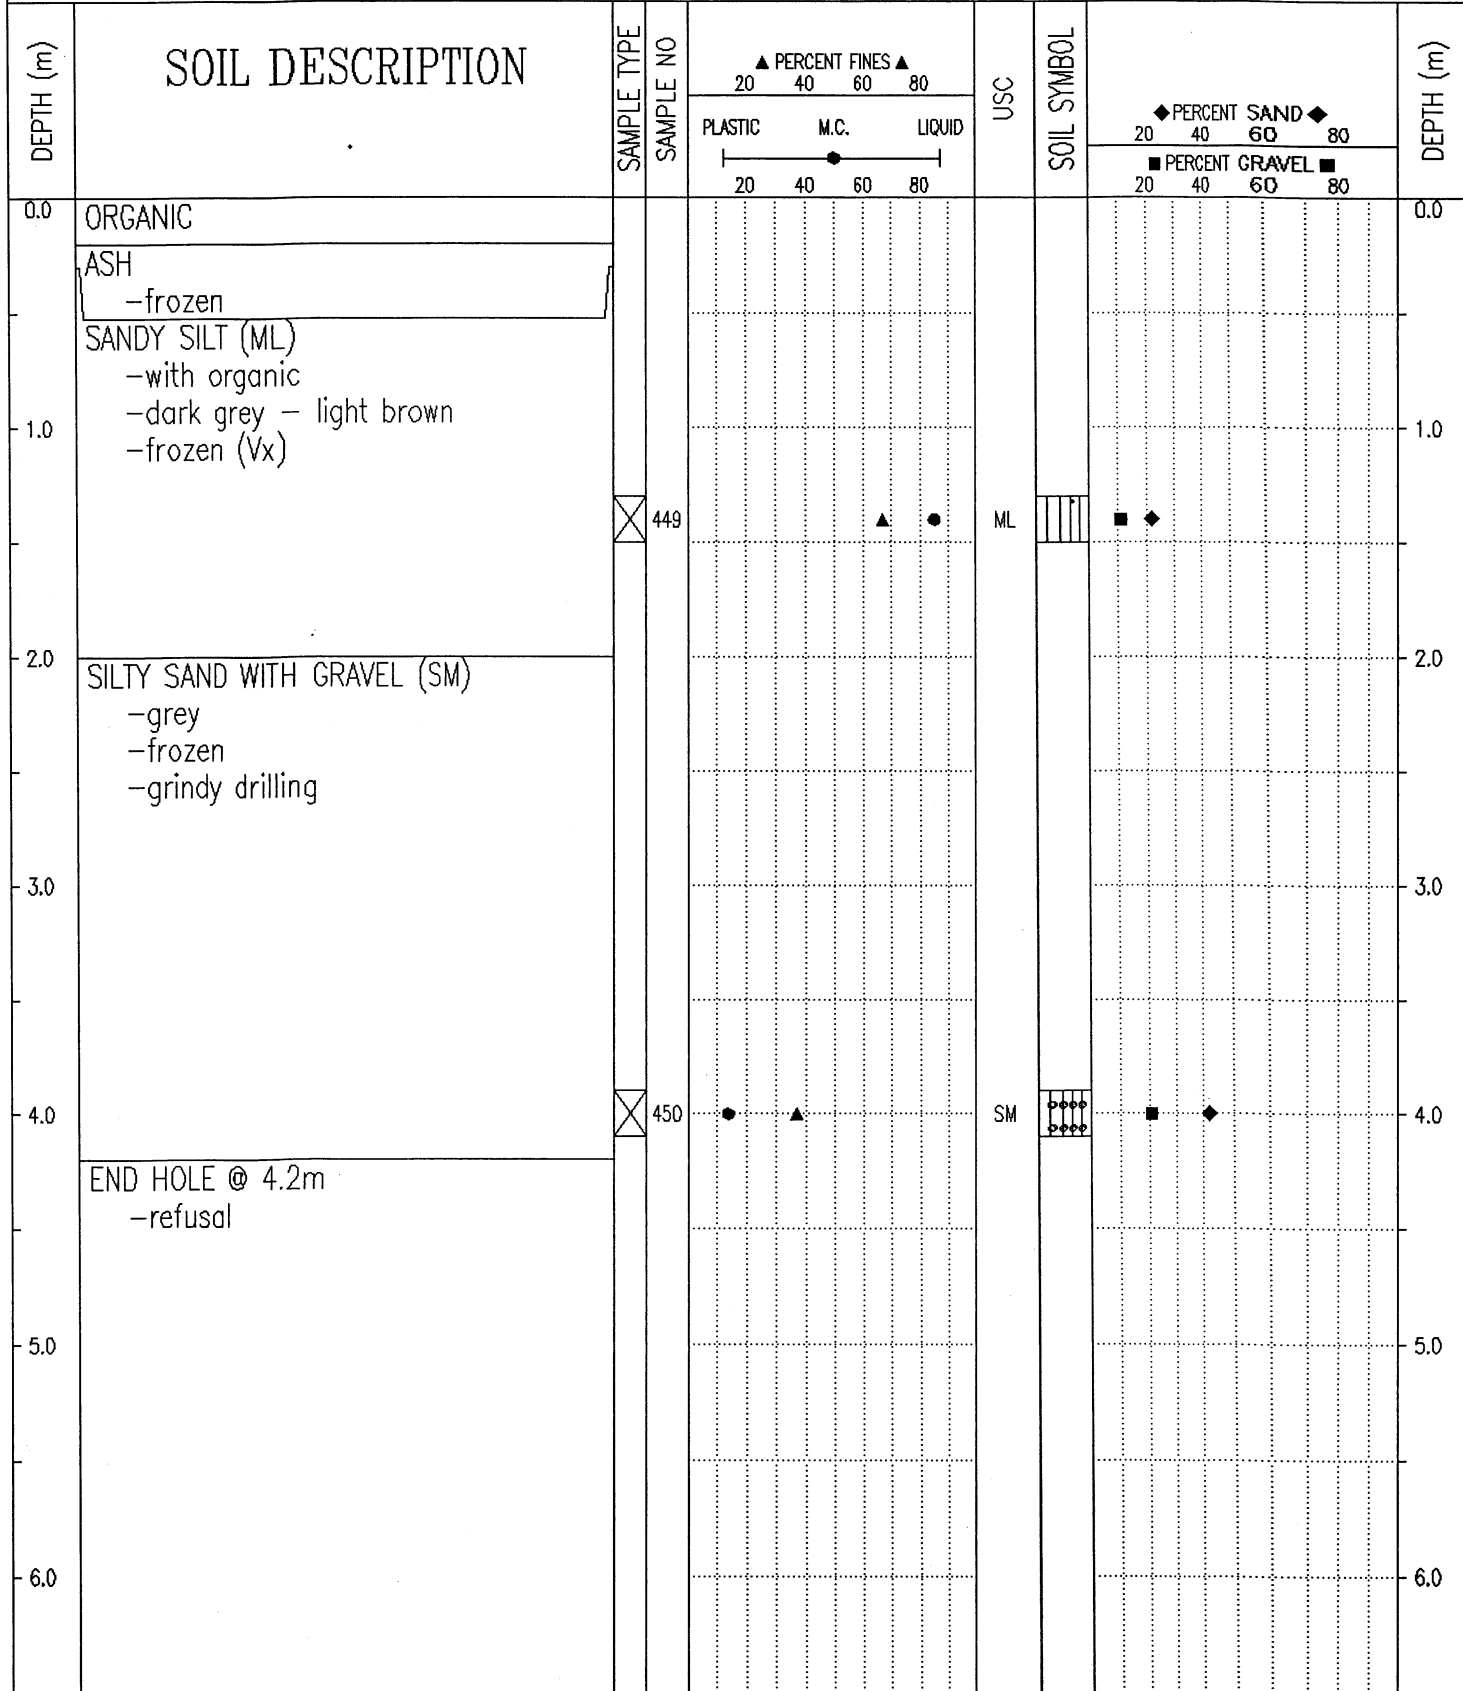 DEPTH (m)
SOIL DESCRIPTION
SAMPLE TYPE
SAMPLE NO
▲ PERCENT FINES ▲
20 40 60 80
PLASTIC M.C. LIQUID
20 40 60 80
USC
SOIL SYMBOL
◆ PERCENT SAND ◆
20 40 60 80
■ PERCENT GRAVEL ■
20 40 60 80
DEPTH (m)
0.0 ORGANIC 0.0
ASH
-frozen
SANDY SILT (ML)
-with organic
1.0 -dark grey - light brown 1.0
-frozen (Vx)
449 ML
2.0 2.0
SILTY SAND WITH GRAVEL (SM)
-grey
-frozen
-grindy drilling
3.0 3.0
4.0 450 SM 4.0
END HOLE @ 4.2m
-refusal
5.0 5.0
6.0 6.0